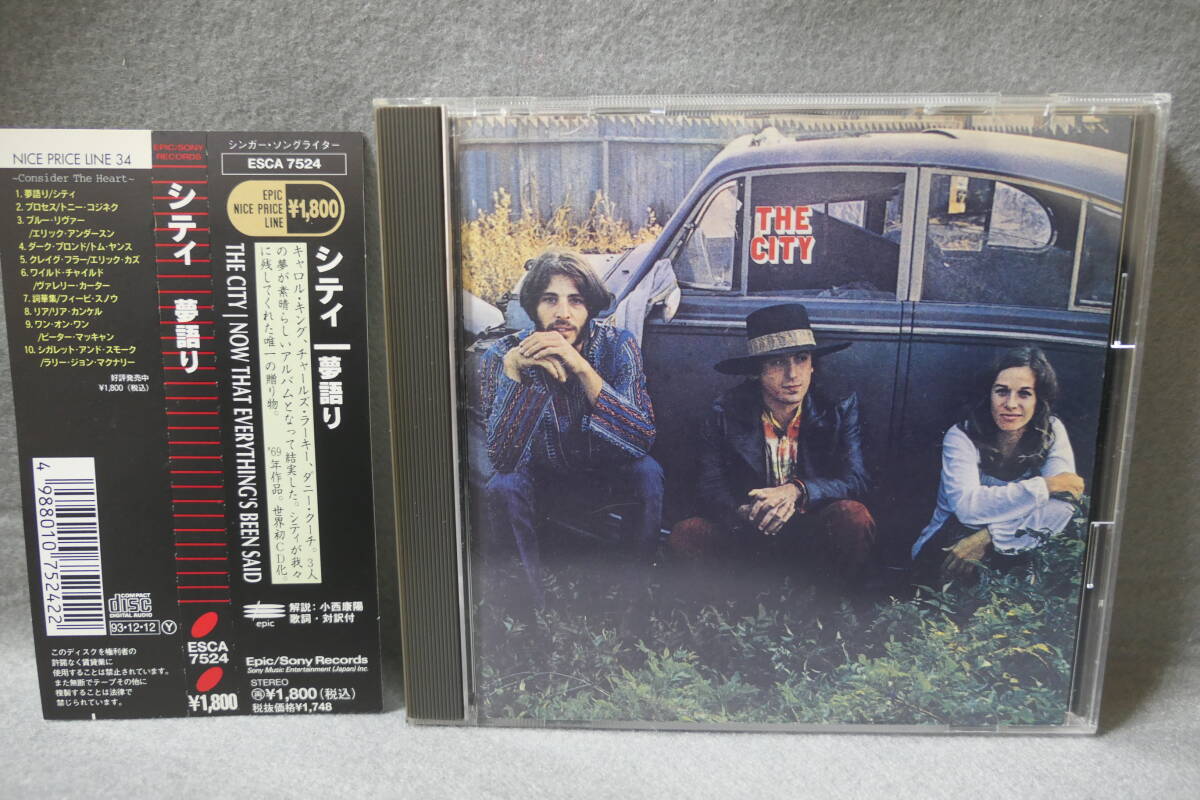 NICE PRICE LINE 34
~Consider The Heart~
1. 夢語り/シティ
2. プロセス/トニー・コジネク
3. ブルー・リヴァー
/エリック・アンダースン
4. ダーク・ブロンド/トム・ヤンス
5. クレイグ・フラー/エリック・カズ
6. ワイルド・チャイルド
/ヴァレリー・カーター
7. 詞華集/フィービ・スノウ
8. リア/リア・カンケル
9. ワン・オン・ワン
/ピーター・マッキャン
10. シガレット・アンド・スモーク
/ラリー・ジョン・マクナリー
好評発売中
¥1,800(税込)
4 988010 752422
COMPACT
disc
DIGITAL AUDIO
93・12・12 Y
このディスクを権利者の
許諾なく賃貸業に
使用することは禁止されています。
また無断でテープその他に
複製することは法律で
禁じられています。
EPIC/SONY
RECORDS
シティ 夢語り
ESCA
7524
¥1,800
シンガー・ソングライター
ESCA 7524
EPIC
NICE PRICE
LINE
¥1,800
シティ|夢語り
キャロル・キング、チャールズ・ラーキー、ダニー・クーチ。3人
の夢が素晴らしいアルバムとなって結実した。シティが我々
に残してくれた唯一の贈り物。 '69年作品。世界初CD化。
THE CITY | NOW THAT EVERYTHING'S BEEN SAID
epic
解説:小西康陽
歌詞・対訳付
Epic/Sony Records
Sony Music Entertainment (Japan) Inc.
STEREO
再¥1,800(税込)
税抜価格¥1,748
THE
CITY